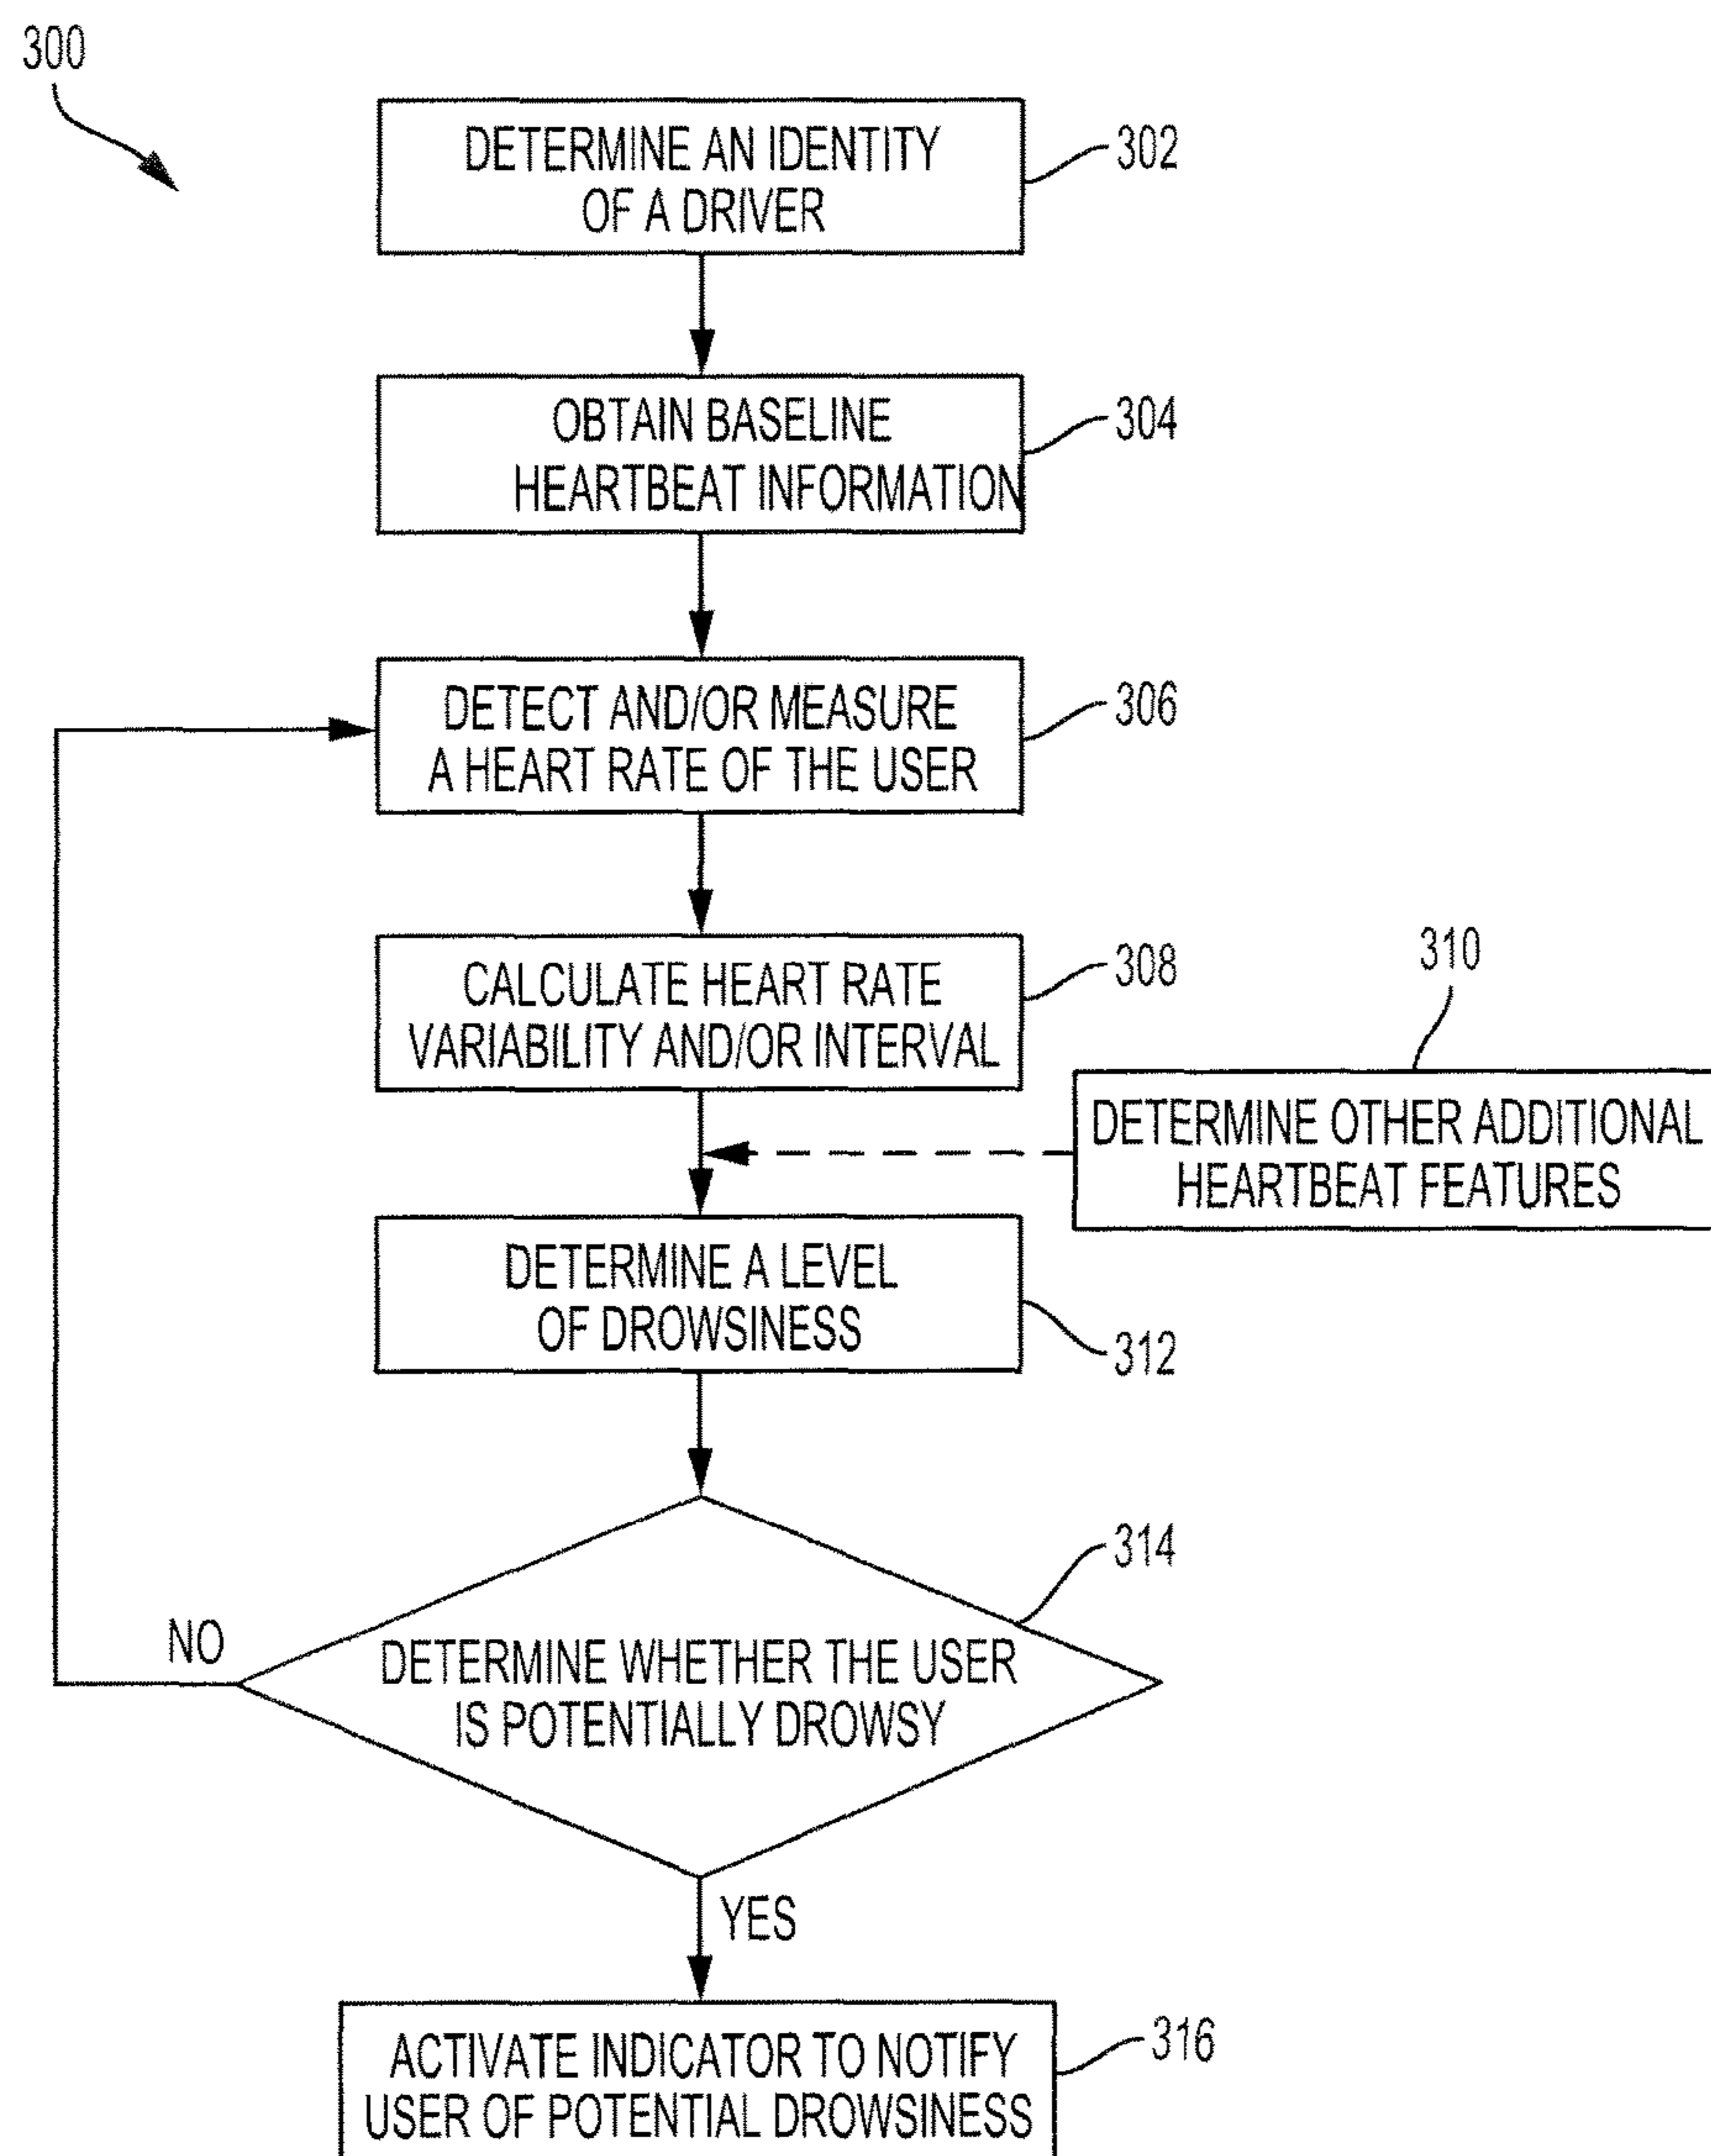 300
DETERMINE AN IDENTITY
OF A DRIVER
302
OBTAIN BASELINE
HEARTBEAT INFORMATION
304
DETECT AND/OR MEASURE
A HEART RATE OF THE USER
306
CALCULATE HEART RATE
VARIABILITY AND/OR INTERVAL
308
310
DETERMINE OTHER ADDITIONAL
HEARTBEAT FEATURES
DETERMINE A LEVEL
OF DROWSINESS
312
314
NO
DETERMINE WHETHER THE USER
IS POTENTIALLY DROWSY
YES
ACTIVATE INDICATOR TO NOTIFY
USER OF POTENTIAL DROWSINESS
316